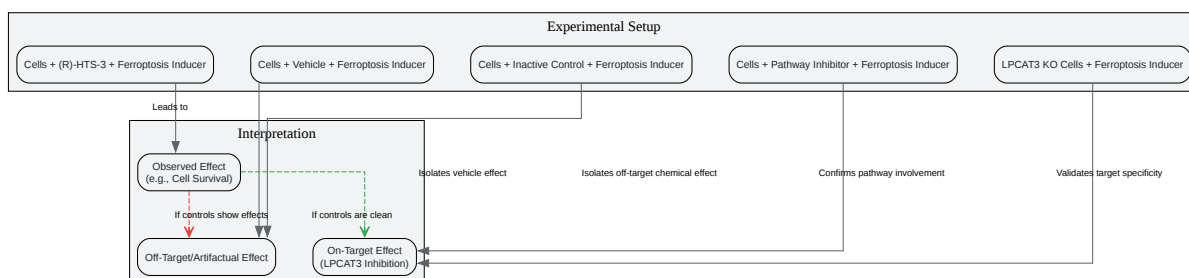 Experimental Setup
Cells + (R)-HTS-3 + Ferroptosis Inducer
Cells + Vehicle + Ferroptosis Inducer
Cells + Inactive Control + Ferroptosis Inducer
Cells + Pathway Inhibitor + Ferroptosis Inducer
LPCAT3 KO Cells + Ferroptosis Inducer
Leads to
Interpretation
Observed Effect
(e.g., Cell Survival)
Isolates vehicle effect
Isolates off-target chemical effect
Confirms pathway involvement
Validates target specificity
If controls show effects
If controls are clean
Off-Target/Artifactual Effect
On-Target Effect
(LPCAT3 Inhibition)